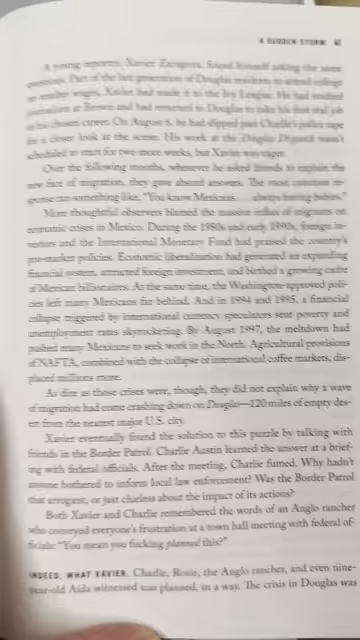 A SUDDEN STORM 41
A young reporter, Xavier Zaragoza, found himself asking the same
questions. Part of the first generation of Douglas residents to attend college
on smelter wages, Xavier had made it to the Ivy League. He had studied
journalism at Brown and had returned to Douglas to take his first real job
in his chosen career. On August 6, he had slipped past Charlie's police tape
for a closer look at the scene. His work at the Douglas Dispatch wasn't
scheduled to start for two more weeks, but Xavier was eager.
Over the following months, whenever he asked friends to explain the
new face of migration, they gave absurd answers. The most common re-
sponse ran something like, "You know Mexicans . . . always having babies."
More thoughtful observers blamed the massive influx of migrants on
economic crises in Mexico. During the 1980s and early 1990s, foreign in-
vestors and the International Monetary Fund had praised the country's
pro-market policies. Economic liberalization had generated an expanding
financial system, attracted foreign investment, and birthed a growing cadre
of Mexican billionaires. At the same time, the Washington-approved poli-
cies left many Mexicans far behind. And in 1994 and 1995, a financial
collapse triggered by international currency speculators sent poverty and
unemployment rates skyrocketing. By August 1997, the meltdown had
pushed many Mexicans to seek work in the North. Agricultural provisions
of NAFTA, combined with the collapse of international coffee markets, dis-
placed millions more.
As dire as those crises were, though, they did not explain why a wave
of migration had come crashing down on Douglas—120 miles of empty des-
ert from the nearest major U.S. city.
Xavier eventually found the solution to this puzzle by talking with
friends in the Border Patrol. Charlie Austin learned the answer at a brief-
ing with federal officials. After the meeting, Charlie fumed. Why hadn't
anyone bothered to inform local law enforcement? Was the Border Patrol
that arrogant, or just clueless about the impact of its actions?
Both Xavier and Charlie remembered the words of an Anglo rancher
who conveyed everyone's frustration at a town hall meeting with federal of-
ficials: "You mean you fucking planned this?"
INDEED, WHAT XAVIER, Charlie, Rosie, the Anglo rancher, and even nine-
year-old Aida witnessed was planned, in a way. The crisis in Douglas was